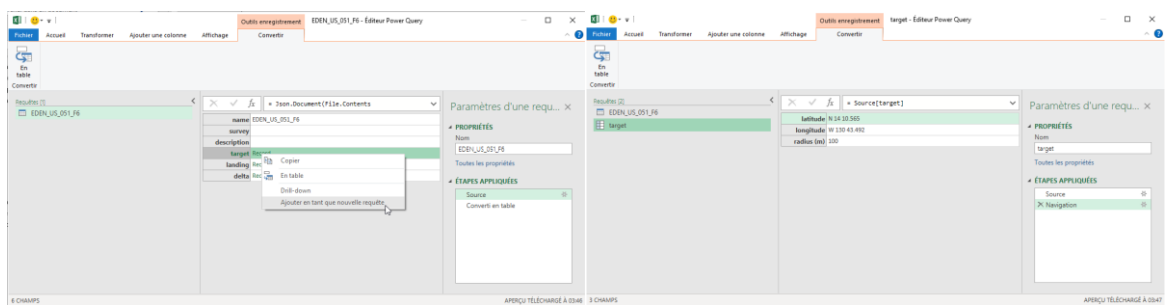 Outils enregistrement
EDEN_US_051_F6 - Éditeur Power Query
Fichier
Accueil
Transformer
Ajouter une colonne
Affichage
Convertir
En
table
Convertir
Requêtes [1]
EDEN_US_051_F6
= Json.Document(File.Contents
name EDEN_US_051_F6
survey
description
target Record
landing Rec
delta Rec
Copier
En table
Drill-down
Ajouter en tant que nouvelle requête
Paramètres d'une requ...
PROPRIÉTÉS
Nom
EDEN_US_051_F6
Toutes les propriétés
ÉTAPES APPLIQUÉES
Source
Converti en table
6 CHAMPS
APERÇU TÉLÉCHARGÉ À 03:46
Outils enregistrement
target - Éditeur Power Query
Fichier
Accueil
Transformer
Ajouter une colonne
Affichage
Convertir
En
table
Convertir
Requêtes [2]
EDEN_US_051_F6
target
= Source[target]
latitude N 14 10.565
longitude W 130 43.492
radius (m) 100
Paramètres d'une requ...
PROPRIÉTÉS
Nom
target
Toutes les propriétés
ÉTAPES APPLIQUÉES
Source
Navigation
3 CHAMPS
APERÇU TÉLÉCHARGÉ À 03:47